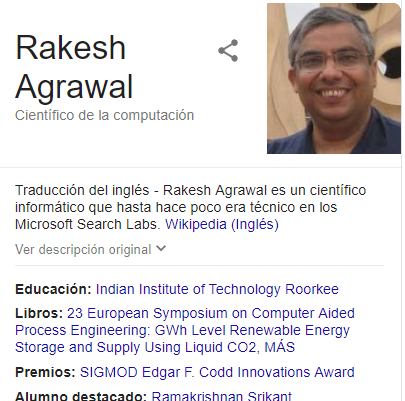 Rakesh
Agrawal
Científico de la computación
Traducción del inglés - Rakesh Agrawal es un científico
informático que hasta hace poco era técnico en los
Microsoft Search Labs. Wikipedia (Inglés)
Ver descripción original
Educación: Indian Institute of Technology Roorkee
Libros: 23 European Symposium on Computer Aided
Process Engineering: GWh Level Renewable Energy
Storage and Supply Using Liquid CO2, MÁS
Premios: SIGMOD Edgar F. Codd Innovations Award
Alumno destacado: Ramakrishnan Srikant